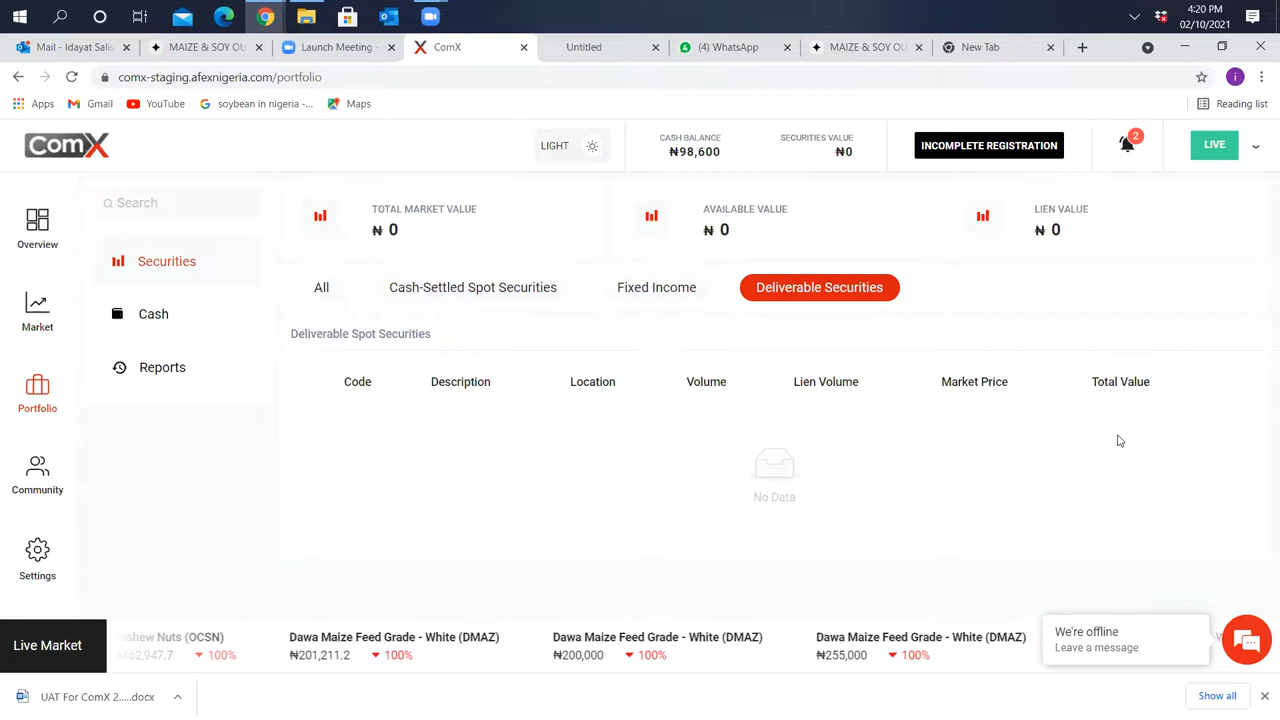 4:20 PM
02/10/2021
Mail - Idayat Salis
MAIZE & SOY OU
Launch Meeting -
ComX
Untitled
(4) WhatsApp
MAIZE & SOY OU
New Tab
comx-staging.afexnigeria.com/portfolio
i
Apps
Gmail
YouTube
soybean in nigeria -...
Maps
Reading list
ComX
LIGHT
CASH BALANCE
₦98,600
SECURITIES VALUE
₦0
INCOMPLETE REGISTRATION
2
LIVE
Overview
Market
Portfolio
Community
Settings
Search
Securities
Cash
Reports
TOTAL MARKET VALUE
₦ 0
AVAILABLE VALUE
₦ 0
LIEN VALUE
₦ 0
All
Cash-Settled Spot Securities
Fixed Income
Deliverable Securities
Deliverable Spot Securities
Code Description Location Volume Lien Volume Market Price Total Value
No Data
Live Market
shew Nuts (OCSN)
62,947.7 100%
Dawa Maize Feed Grade - White (DMAZ)
₦201,211.2 100%
Dawa Maize Feed Grade - White (DMAZ)
₦200,000 100%
Dawa Maize Feed Grade - White (DMAZ)
₦255,000 100%
We're offline
Leave a message
UAT For ComX 2.....docx
Show all